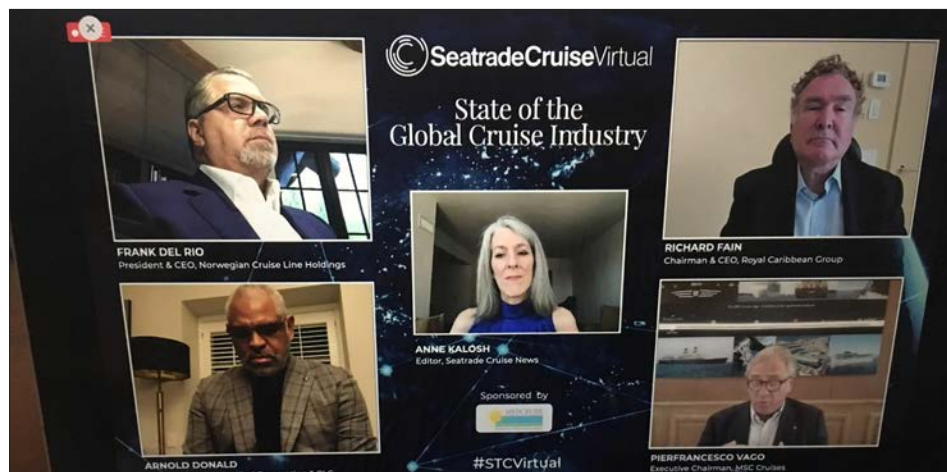 SeatradeCruiseVirtual
State of the
Global Cruise Industry
FRANK DEL RIO
President & CEO, Norwegian Cruise Line Holdings
RICHARD FAIN
Chairman & CEO, Royal Caribbean Group
ANNE KALOSH
Editor, Seatrade Cruise News
Sponsored by
ARNOLD DONALD
PIERFRANCESCO VAGO
Executive Chairman, MSC Cruises
#STCVirtual